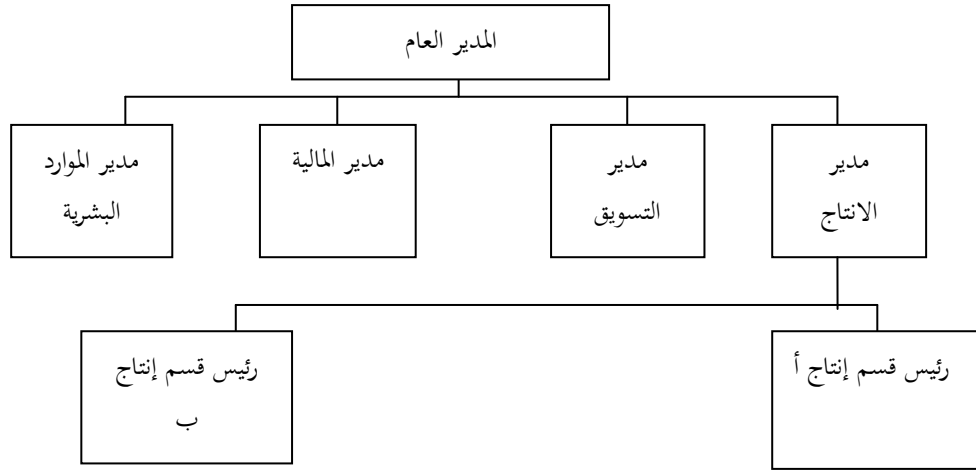 المدير العام
مدير
الانتاج
مدير
التسويق
مدير المالية
مدير الموارد
البشرية
رئيس قسم إنتاج أ
رئيس قسم إنتاج
ب